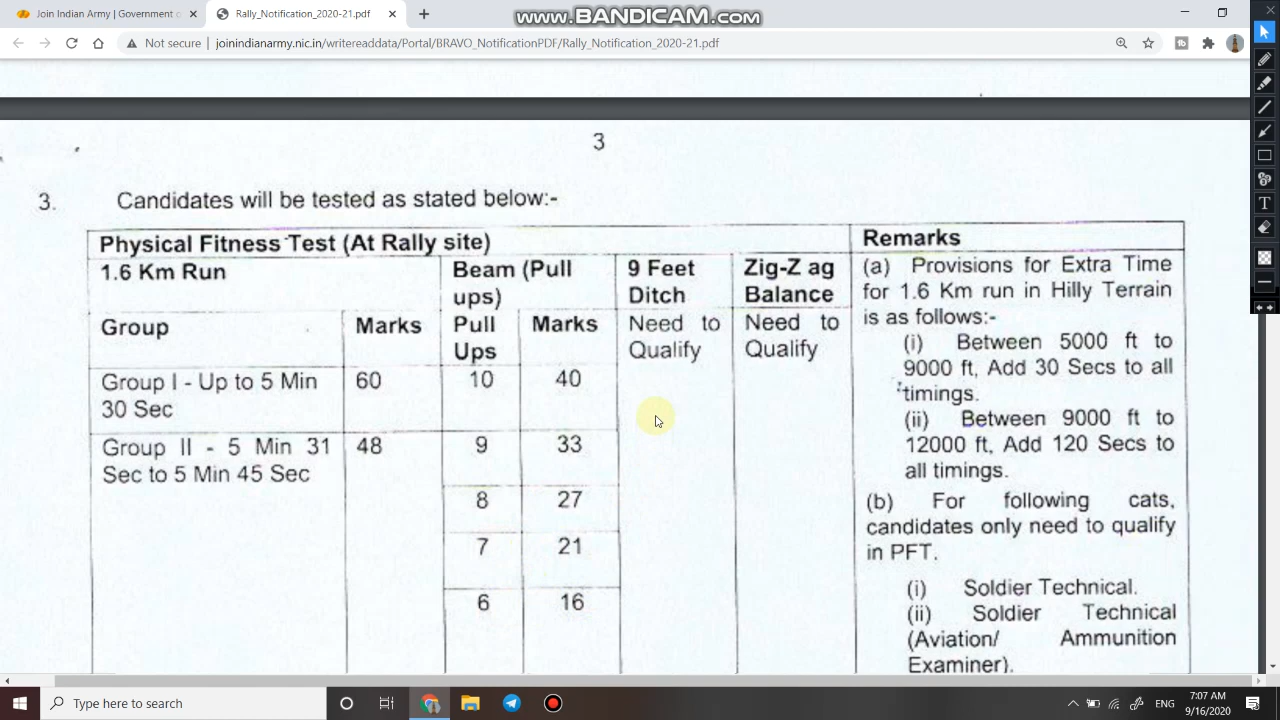 Join Indian Army | Government o
Rally_Notification_2020-21.pdf
www.BANDICAM.com
Not secure | joinindianarmy.nic.in/writereaddata/Portal/BRAVO_NotificationPDF/Rally_Notification_2020-21.pdf
3
3. Candidates will be tested as stated below:-
Physical Fitness Test (At Rally site) Remarks
1.6 Km Run
Beam (Pull ups)
9 Feet Ditch
Zig-Z ag Balance
Group Marks
Pull Ups
Marks
Need to Qualify
Need to Qualify
Group I - Up to 5 Min 60 10 40
30 Sec
Group II - 5 Min 31 48 9 33
Sec to 5 Min 45 Sec
8 27
7 21
6 16
(a) Provisions for Extra Time
for 1.6 Km run in Hilly Terrain
is as follows:-
(i) Between 5000 ft to
9000 ft, Add 30 Secs to all
timings.
(ii) Between 9000 ft to
12000 ft, Add 120 Secs to
all timings.
(b) For following cats,
candidates only need to qualify
in PFT.
(i) Soldier Technical.
(ii) Soldier Technical
(Aviation/ Ammunition
Examiner).
Type here to search
ENG
7:07 AM
9/16/2020